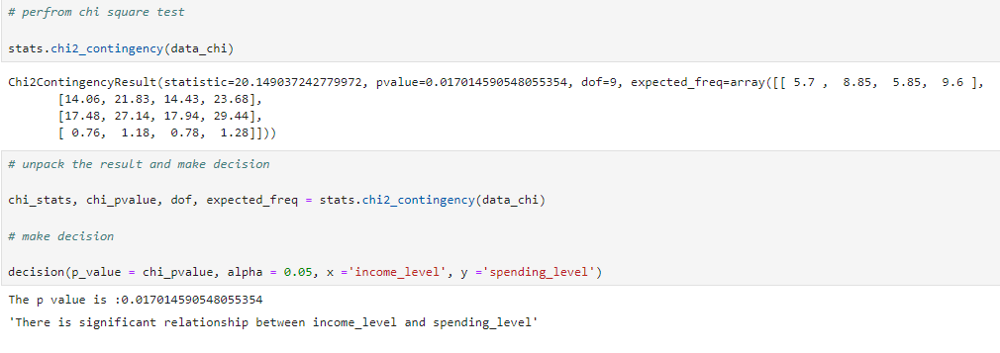 # perfrom chi square test
stats.chi2_contingency(data_chi)
Chi2ContingencyResult(statistic=20.149037242779972, pvalue=0.017014590548055354, dof=9, expected_freq=array([[ 5.7 ,  8.85,  5.85,  9.6 ],
       [14.06, 21.83, 14.43, 23.68],
       [17.48, 27.14, 17.94, 29.44],
       [ 0.76,  1.18,  0.78,  1.28]]))
# unpack the result and make decision
chi_stats, chi_pvalue, dof, expected_freq = stats.chi2_contingency(data_chi)
# make decision
decision(p_value = chi_pvalue, alpha = 0.05, x ='income_level', y ='spending_level')
The p value is :0.017014590548055354
'There is significant relationship between income_level and spending_level'